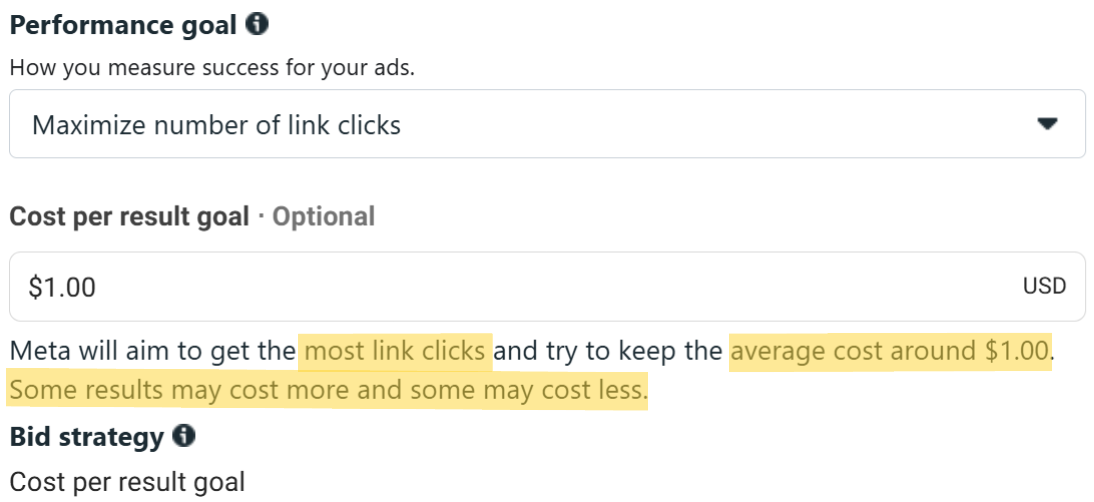 Performance goal
How you measure success for your ads.
Maximize number of link clicks
Cost per result goal · Optional
$1.00 USD
Meta will aim to get the most link clicks and try to keep the average cost around $1.00.
Some results may cost more and some may cost less.
Bid strategy
Cost per result goal